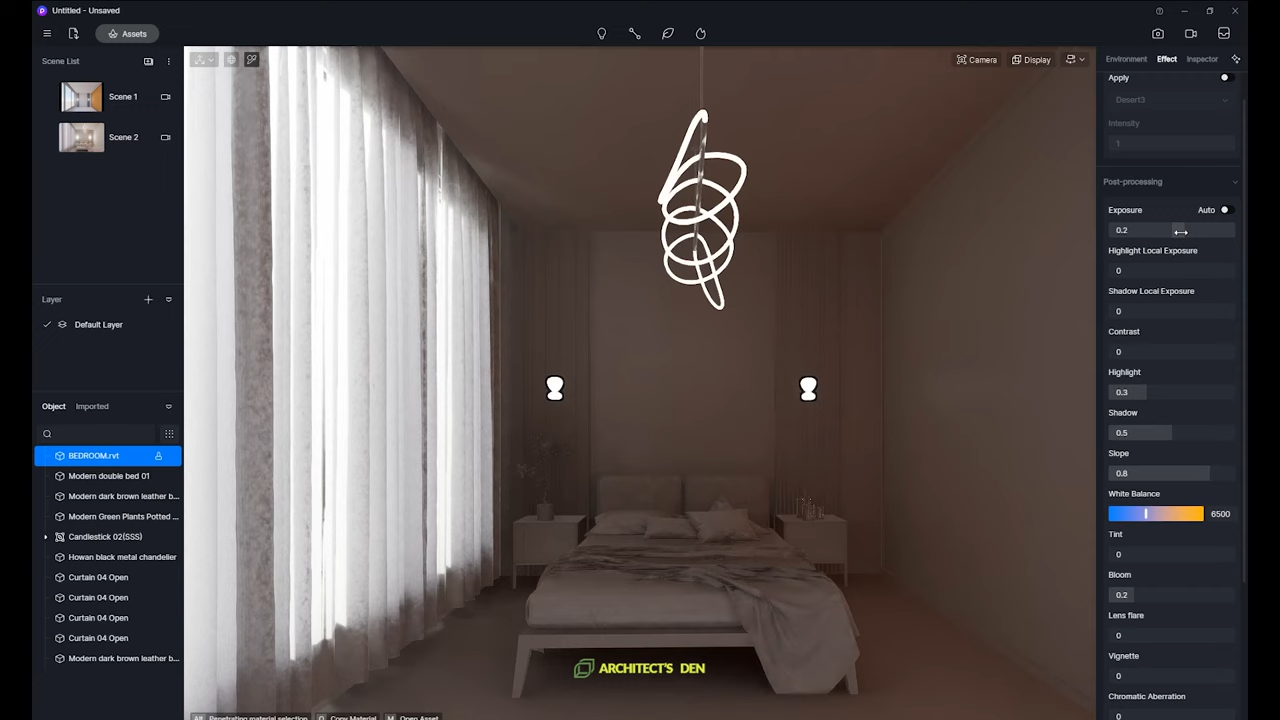 Untitled - Unsaved
Assets
Scene List
Scene 1
Scene 2
Layer
Default Layer
Object
Imported
BEDROOM.rvt
Modern double bed 01
Modern dark brown leather b...
Modern Green Plants Potted ...
Candlestick 02(SSS)
Howan black metal chandelier
Curtain 04 Open
Curtain 04 Open
Curtain 04 Open
Curtain 04 Open
Modern dark brown leather b...
Camera
Display
ARCHITECT'S DEN
Alt Penetrating material selection
Copy Material
M Open Asset
Environment
Effect
Inspector
Apply
Desert3
Intensity
1
Post-processing
Exposure
Auto
0.2
Highlight Local Exposure
0
Shadow Local Exposure
0
Contrast
0
Highlight
0.3
Shadow
0.5
Slope
0.8
White Balance
6500
Tint
0
Bloom
0.2
Lens flare
0
Vignette
0
Chromatic Aberration
0